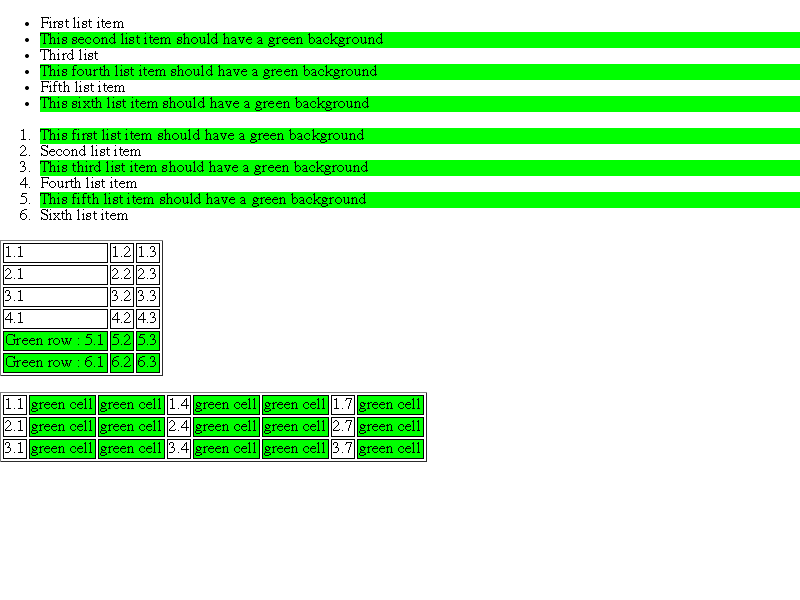 • First list item
• This second list item should have a green background
• Third list
• This fourth list item should have a green background
• Fifth list item
• This sixth list item should have a green background
1. This first list item should have a green background
2. Second list item
3. This third list item should have a green background
4. Fourth list item
5. This fifth list item should have a green background
6. Sixth list item
1.1 1.2 1.3
2.1 2.2 2.3
3.1 3.2 3.3
4.1 4.2 4.3
Green row : 5.1 5.2 5.3
Green row : 6.1 6.2 6.3
1.1 green cell green cell 1.4 green cell green cell 1.7 green cell
2.1 green cell green cell 2.4 green cell green cell 2.7 green cell
3.1 green cell green cell 3.4 green cell green cell 3.7 green cell